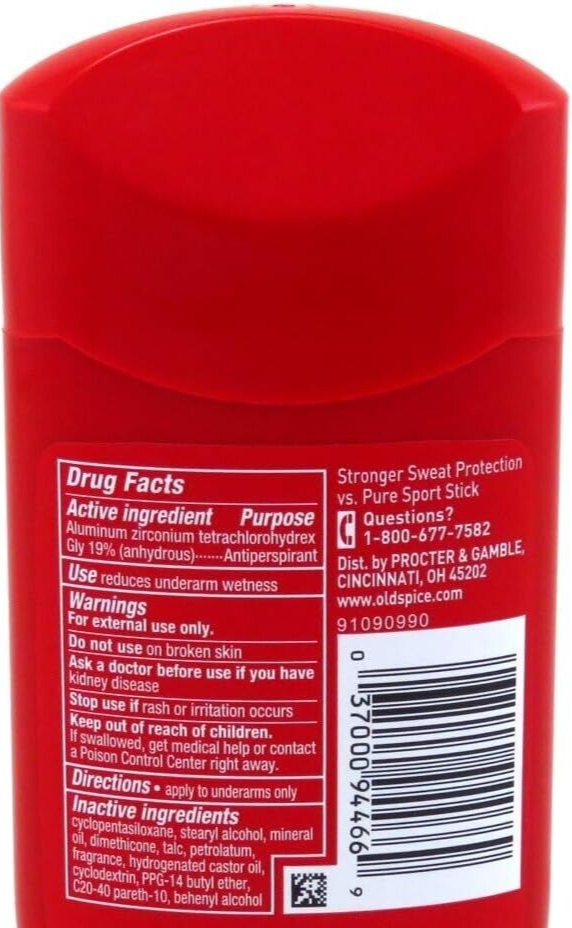 Drug Facts
Active ingredient Purpose
Aluminum zirconium tetrachlorohydrex
Gly 19% (anhydrous).......Antiperspirant
Use reduces underarm wetness
Warnings
For external use only.
Do not use on broken skin
Ask a doctor before use if you have
kidney disease
Stop use if rash or irritation occurs
Keep out of reach of children.
If swallowed, get medical help or contact
a Poison Control Center right away.
Directions • apply to underarms only
Inactive ingredients
cyclopentasiloxane, stearyl alcohol, mineral
oil, dimethicone, talc, petrolatum,
fragrance, hydrogenated castor oil,
cyclodextrin, PPG-14 butyl ether,
C20-40 pareth-10, behenyl alcohol
Stronger Sweat Protection
vs. Pure Sport Stick
Questions?
1-800-677-7582
Dist. by PROCTER & GAMBLE,
CINCINNATI, OH 45202
www.oldspice.com
91090990
0 37000 94466 9